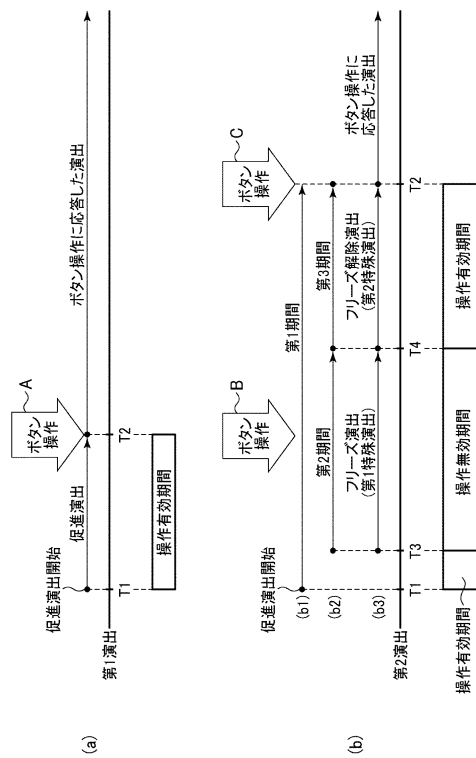 (a)
第1演出
促進演出開始
促進演出
ボタン
操作
A
ボタン操作に応答した演出
T1
T2
操作有効期間
(b)
第2演出
促進演出開始
ボタン
操作
B
ボタン
操作
C
(b1)
第1期間
(b2)
第2期間
第3期間
(b3)
フリーズ演出
(第1特殊演出)
フリーズ解除演出
(第2特殊演出)
ボタン操作に
応答した演出
T1
T3
T4
T2
操作有効期間
操作無効期間
操作有効期間